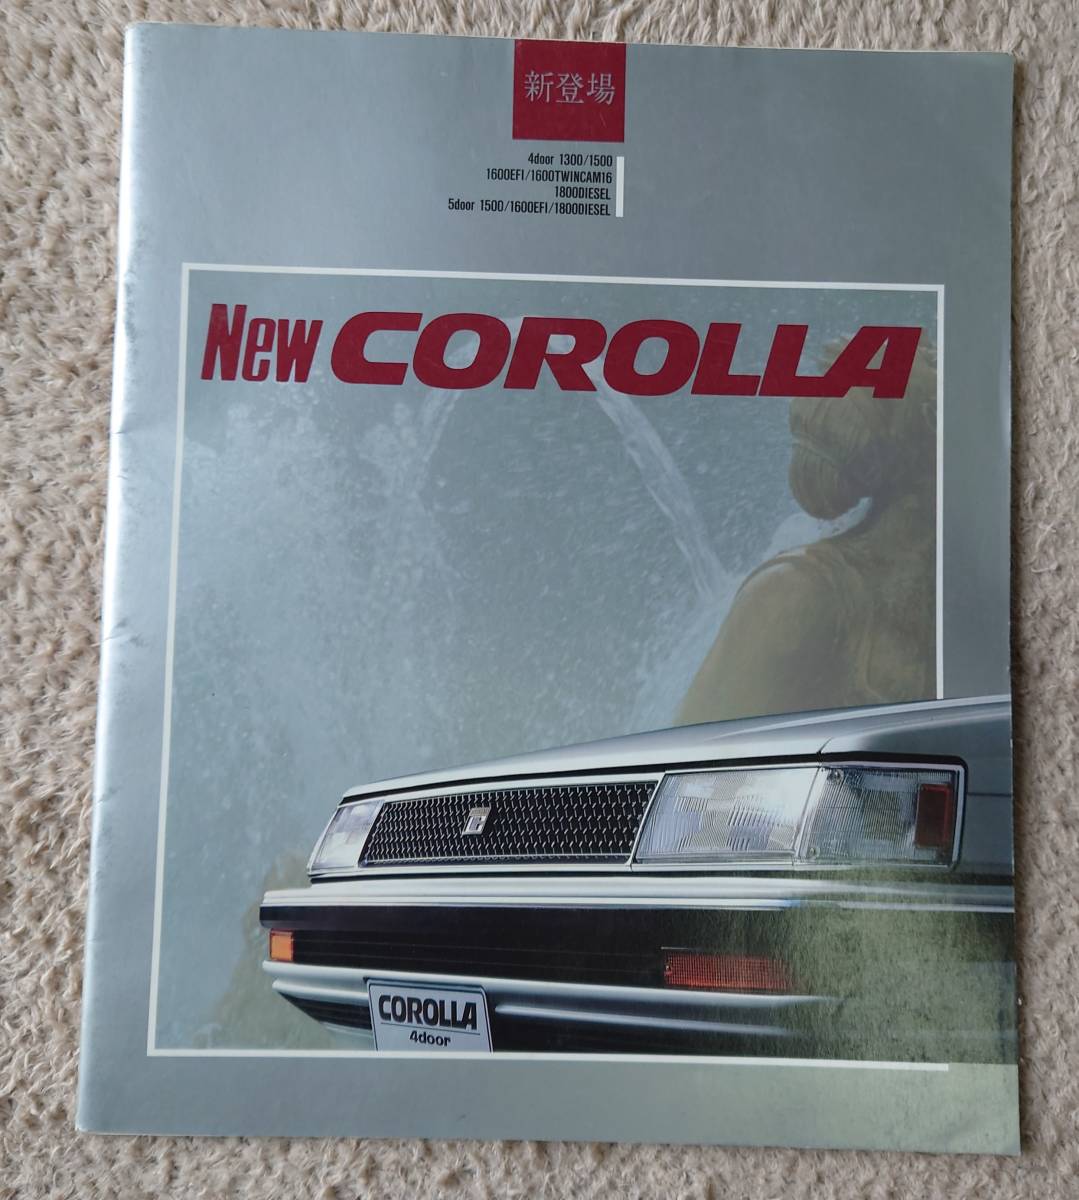 新登場
4door 1300/1500
1600EFI/1600TWINCAM16
1800DIESEL
5door 1500/1600EFI/1800DIESEL
New COROLLA
COROLLA
4door